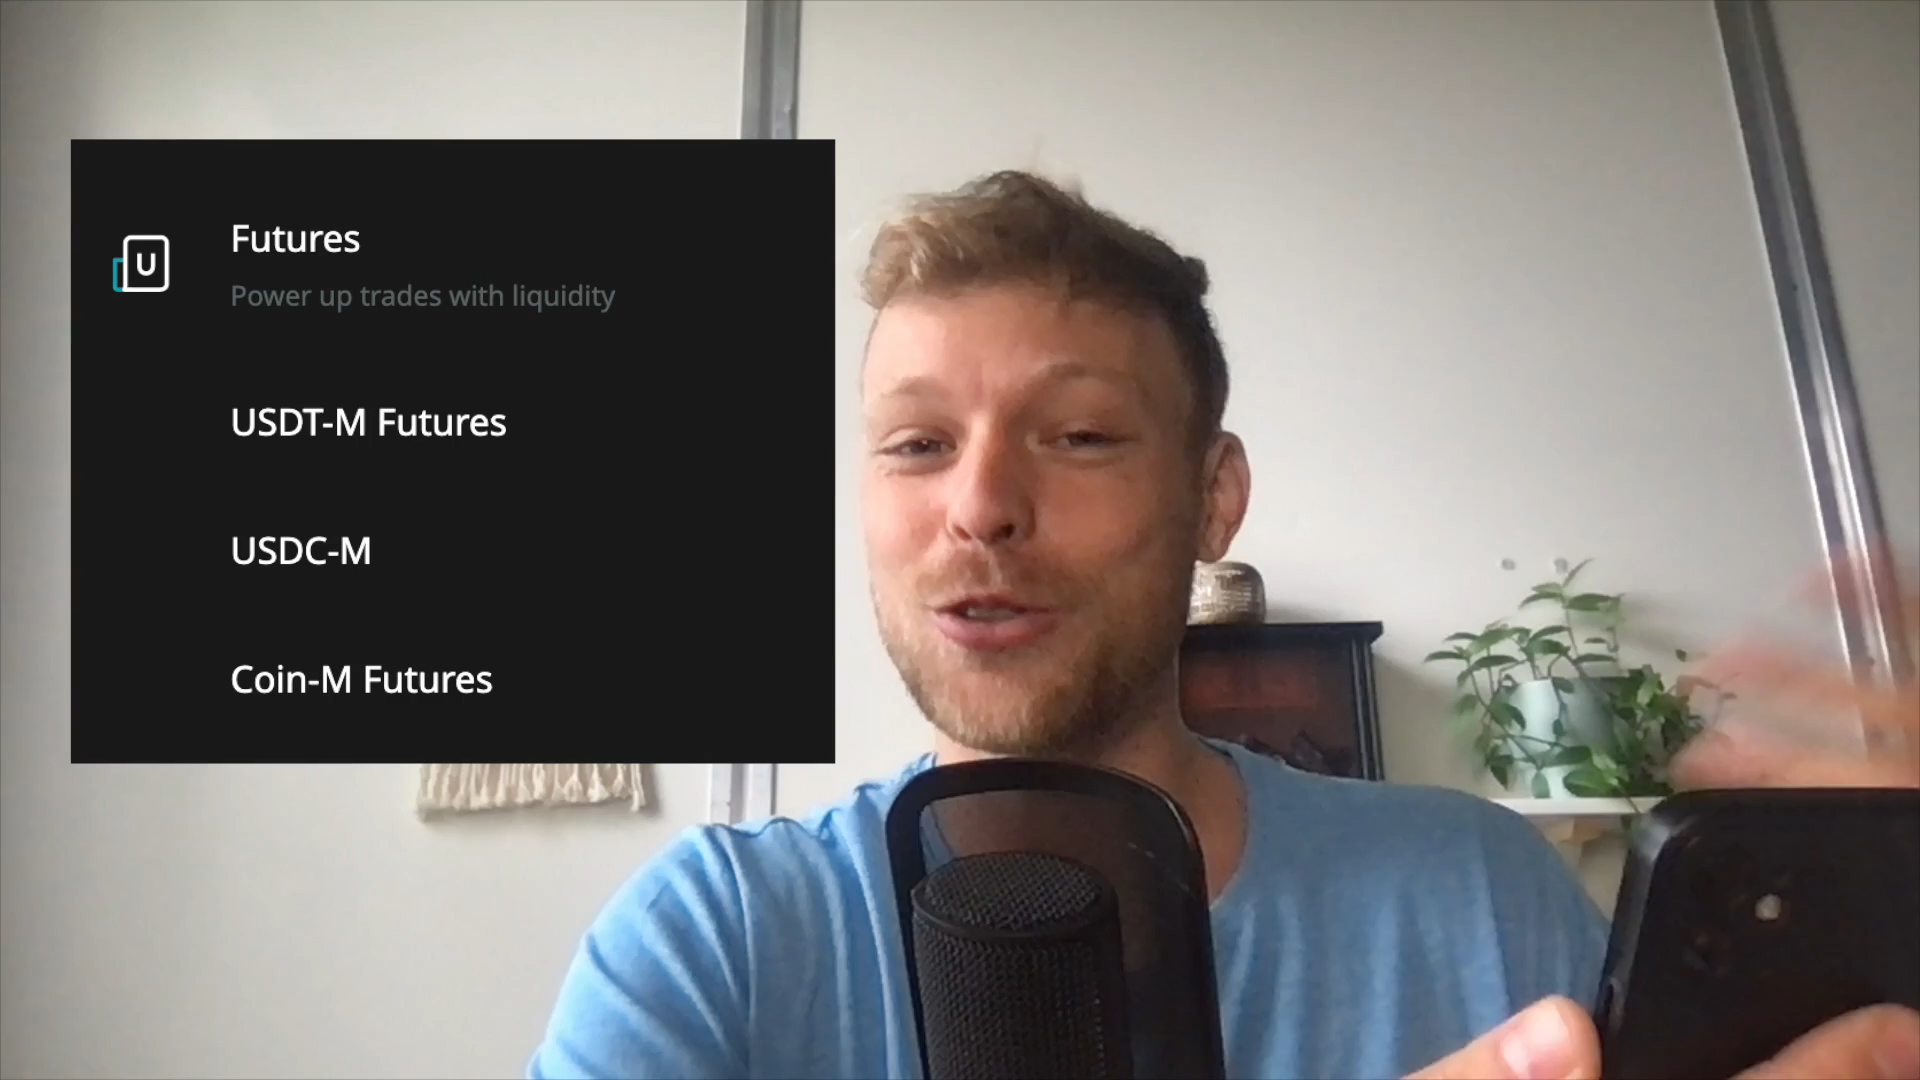 Futures
U
Power up trades with liquidity
USDT-M Futures
USDC-M
Coin-M Futures